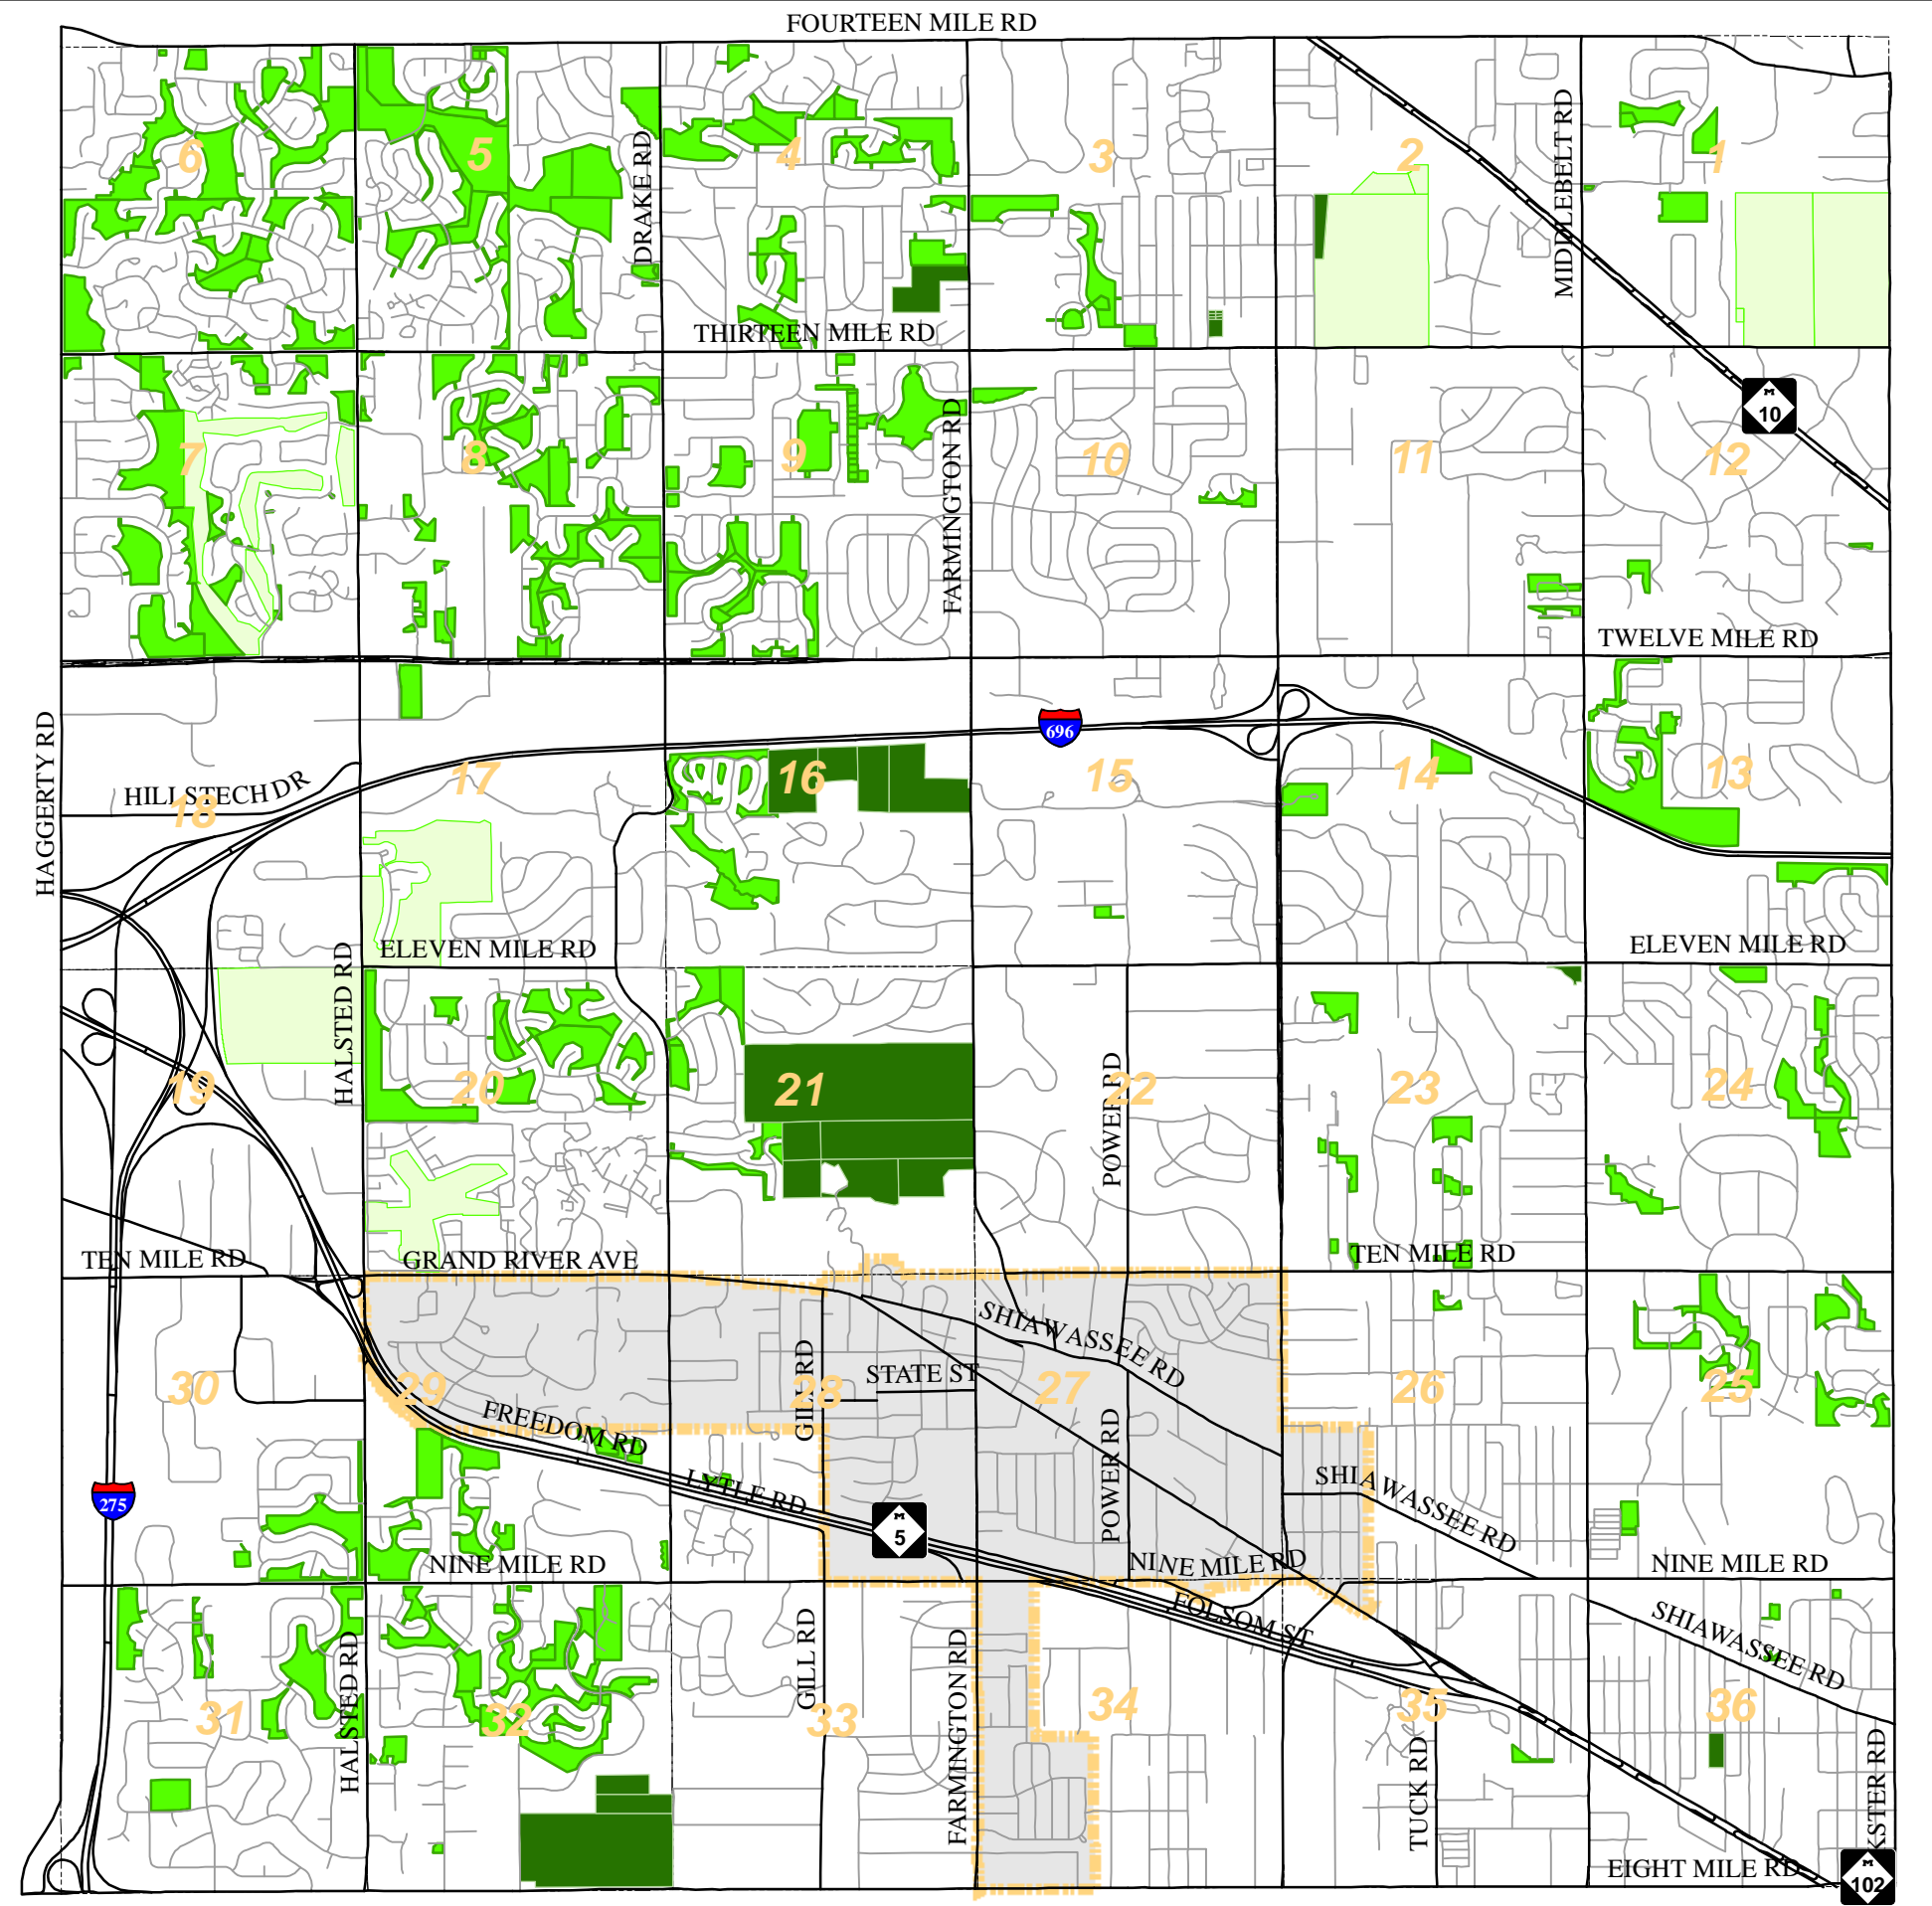 FOURTEEN MILE RD
6
5
4
3
2
1
DRAKE RD
MIDDLEBELT RD
THIRTEEN MILE RD
M
10
7
8
9
10
11
12
FARMINGTON RD
TWELVE MILE RD
696
HAGGERTY RD
HILLSTECH DR
18
17
16
15
14
13
ELEVEN MILE RD
ELEVEN MILE RD
HALSTED RD
19
20
21
22
23
24
POWER RD
TEN MILE RD
GRAND RIVER AVE
TEN MILE RD
SHIAWASSEE RD
STATE ST
GILL RD
30
29
28
27
26
25
FREEDOM RD
LYTLE RD
POWER RD
SHIAWASSEE RD
275
M
5
NINE MILE RD
NINE MILE RD
NINE MILE RD
FOLSOM ST
SHIAWASSEE RD
HALSTED RD
GILL RD
FARMINGTON RD
31
32
33
34
35
36
TUCK RD
KSTER RD
EIGHT MILE RD
M
102